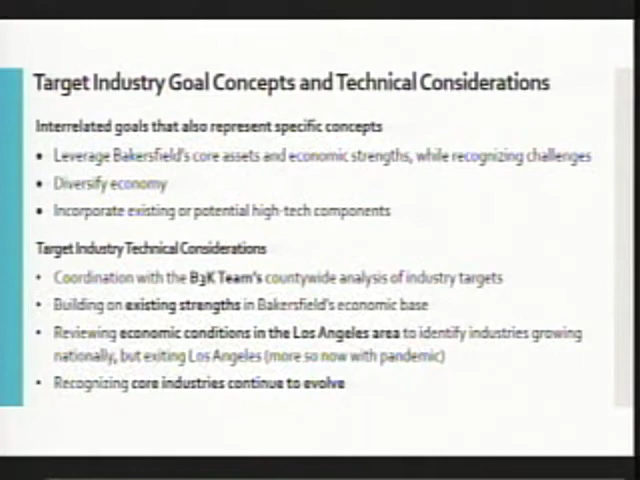 Target Industry Goal Concepts and Technical Considerations
Interrelated goals that also represent specific concepts
• Leverage Bakersfield's core assets and economic strengths, while recognizing challenges
• Diversify economy
• Incorporate existing or potential high-tech components
Target Industry Technical Considerations
• Coordination with the B3K Team's countywide analysis of industry targets
• Building on existing strengths in Bakersfield's economic base
• Reviewing economic conditions in the Los Angeles area to identify industries growing
nationally, but exiting Los Angeles (more so now with pandemic)
• Recognizing core industries continue to evolve